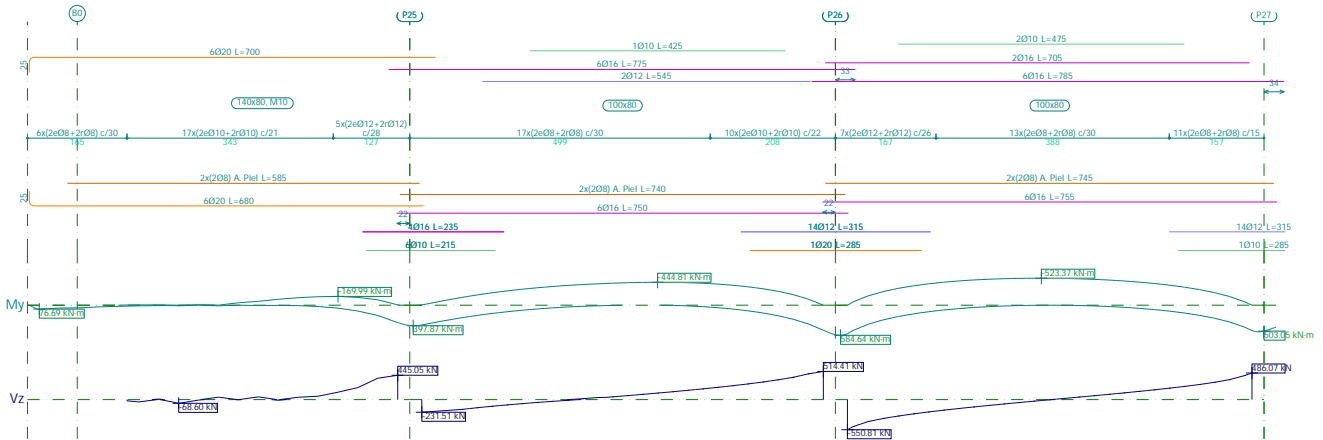 B0 P25 P26 P27
1Ø10 L=425 2Ø10 L=475
6Ø20 L=700 2Ø16 L=705
25 6Ø16 L=775 33
2Ø12 L=545 6Ø16 L=785
34
140x80, M10 100x80 100x80
5x(2eØ12+2rØ12)
6x(2eØ8+2rØ8) c/30 17x(2eØ10+2rØ10) c/21 c/28 17x(2eØ8+2rØ8) c/30 10x(2eØ10+2rØ10) c/22 7x(2eØ12+2rØ12) c/26 13x(2eØ8+2rØ8) c/30 11x(2eØ8+2rØ8) c/15
165 343 127 499 208 167 388 157
2x(2Ø8) A. Piel L=585 2x(2Ø8) A. Piel L=740 2x(2Ø8) A. Piel L=745
25 6Ø20 L=680 22 6Ø16 L=750 22 6Ø16 L=755
4Ø16 L=235 14Ø12 L=315 14Ø12 L=315
6Ø10 L=215 1Ø20 L=285 1Ø10 L=285
-169.99 kN·m -444.81 kN·m -523.37 kN·m
My
76.69 kN·m 397.87 kN·m 584.64 kN·m 503.05 kN·m
445.05 kN 514.41 kN 486.07 kN
Vz
-68.60 kN -231.51 kN -550.81 kN